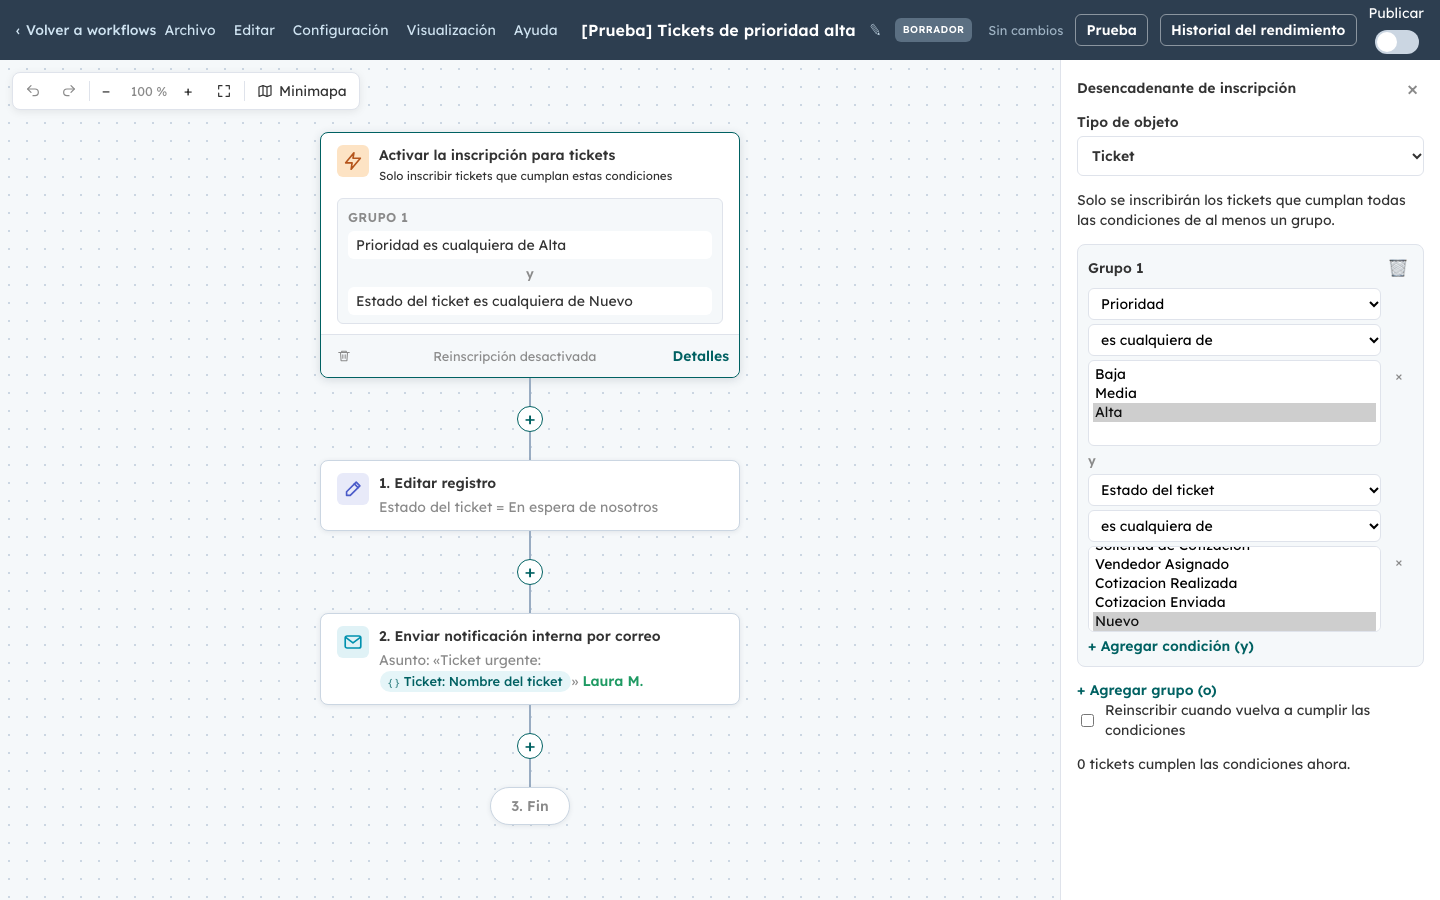 ‹ Volver a workflows Archivo Editar Configuración Visualización Ayuda [Prueba] Tickets de prioridad alta ✎ BORRADOR Sin cambios Prueba Historial del rendimiento Publicar
− 100 % + Minimapa
Activar la inscripción para tickets
Solo inscribir tickets que cumplan estas condiciones
GRUPO 1
Prioridad es cualquiera de Alta
y
Estado del ticket es cualquiera de Nuevo
Reinscripción desactivada Detalles
+
1. Editar registro
Estado del ticket = En espera de nosotros
+
2. Enviar notificación interna por correo
Asunto: «Ticket urgente:
{} Ticket: Nombre del ticket » Laura M.
+
3. Fin
Desencadenante de inscripción ×
Tipo de objeto
Ticket
Solo se inscribirán los tickets que cumplan todas
las condiciones de al menos un grupo.
Grupo 1
Prioridad
es cualquiera de
Baja
Media
Alta
×
y
Estado del ticket
es cualquiera de
Solicitud de Cotizacion
Vendedor Asignado
Cotizacion Realizada
Cotizacion Enviada
Nuevo
×
+ Agregar condición (y)
+ Agregar grupo (o)
Reinscribir cuando vuelva a cumplir las
condiciones
0 tickets cumplen las condiciones ahora.